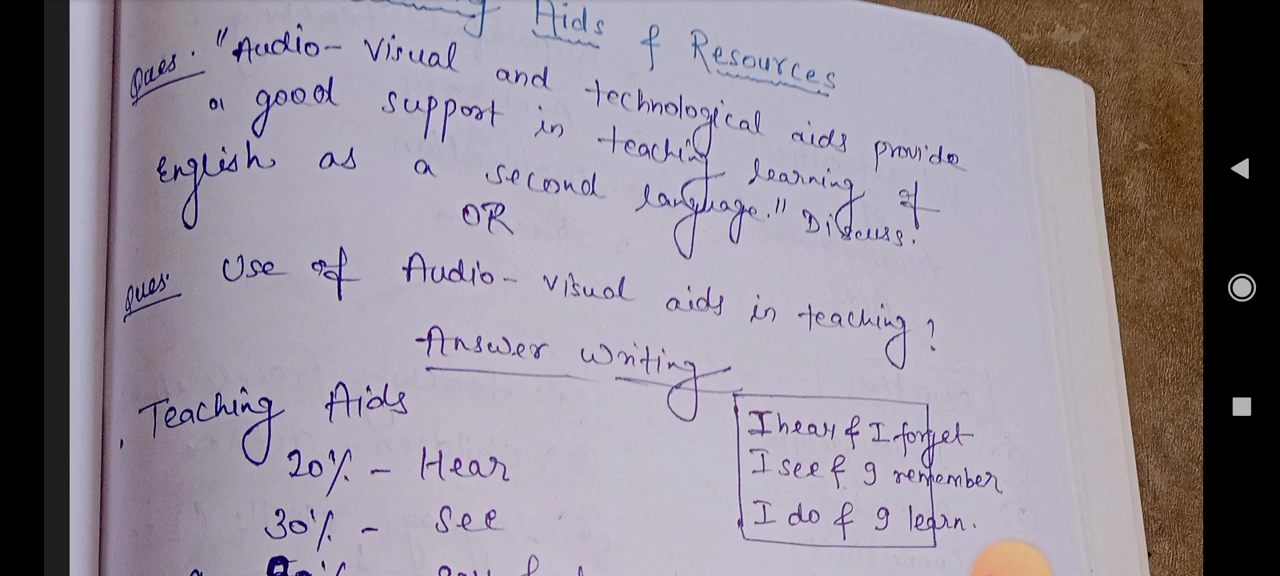 Aids & Resources
Ques. "Audio-Visual and technological aids provide
a good support in teaching learning of
English as a second language." Discuss.
OR
Ques. Use of Audio-visual aids in teaching?
Answer Writing
Teaching Aids
20% - Hear
30% - See
I hear & I forget
I see & I remember
I do & I learn.